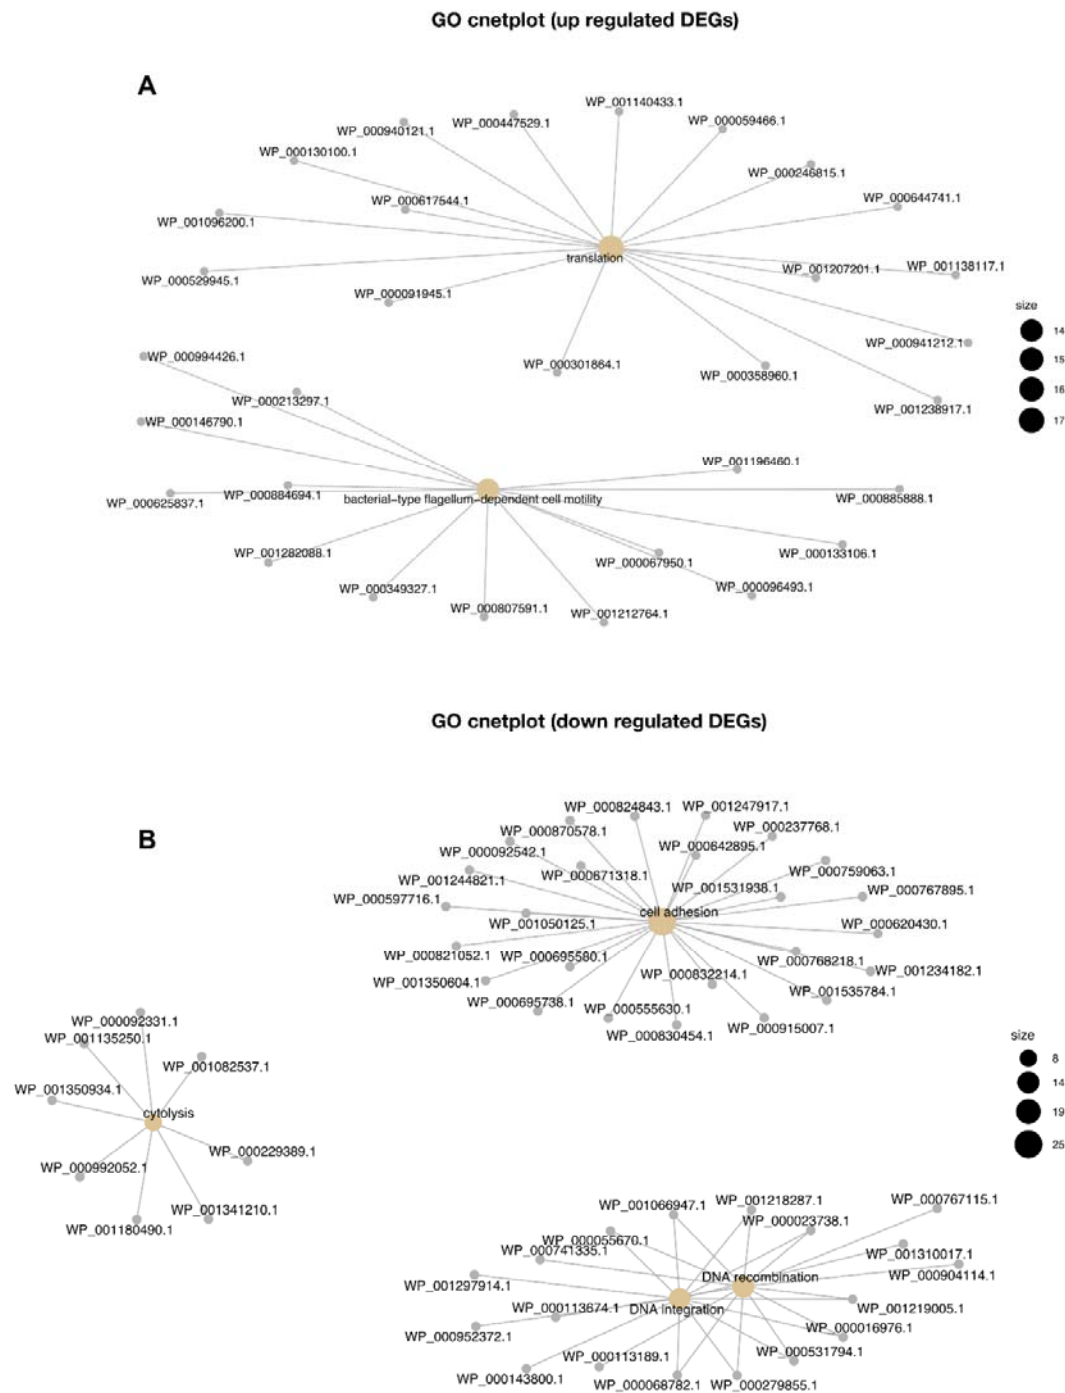 GO cnetplot (up regulated DEGs)
A
WP_001140433.1
WP_000447529.1
WP_000059466.1
WP_000940121.1
WP_000130100.1
WP_000246815.1
WP_000617544.1
WP_000644741.1
WP_001096200.1
translation
WP_001207201.1
WP_001138117.1
WP_000529945.1
WP_000091945.1
size
14
15
16
17
WP_000941212.1
WP_000994426.1
WP_000301864.1
WP_000358960.1
WP_000213297.1
WP_001238917.1
WP_000146790.1
WP_001196460.1
WP_000625837.1
WP_000884694.1
bacterial-type flagellum-dependent cell motility
WP_000885888.1
WP_001282088.1
WP_000067950.1
WP_000133106.1
WP_000349327.1
WP_000096493.1
WP_000807591.1
WP_001212764.1
GO cnetplot (down regulated DEGs)
B
WP_000824843.1
WP_001247917.1
WP_000870578.1
WP_000237768.1
WP_000092542.1
WP_000642895.1
WP_001244821.1
WP_000671318.1
WP_000759063.1
WP_001531938.1
WP_000767895.1
WP_000597716.1
cell adhesion
WP_001050125.1
WP_000620430.1
WP_000821052.1
WP_000695580.1
WP_000768218.1
WP_001350604.1
WP_000832214.1
WP_001234182.1
WP_001535784.1
WP_000695738.1
WP_000555630.1
WP_000830454.1
WP_000915007.1
WP_000092331.1
WP_001135250.1
WP_001082537.1
WP_001350934.1
cytolysis
WP_000229389.1
WP_000992052.1
WP_001341210.1
WP_001180490.1
size
8
14
19
25
WP_001066947.1
WP_001218287.1
WP_000767115.1
WP_000023738.1
WP_000055670.1
WP_000741335.1
WP_001310017.1
WP_001297914.1
DNA recombination
WP_000904114.1
WP_000113674.1
DNA integration
WP_001219005.1
WP_000952372.1
WP_000016976.1
WP_000113189.1
WP_000531794.1
WP_000143800.1
WP_000068782.1
WP_000279855.1